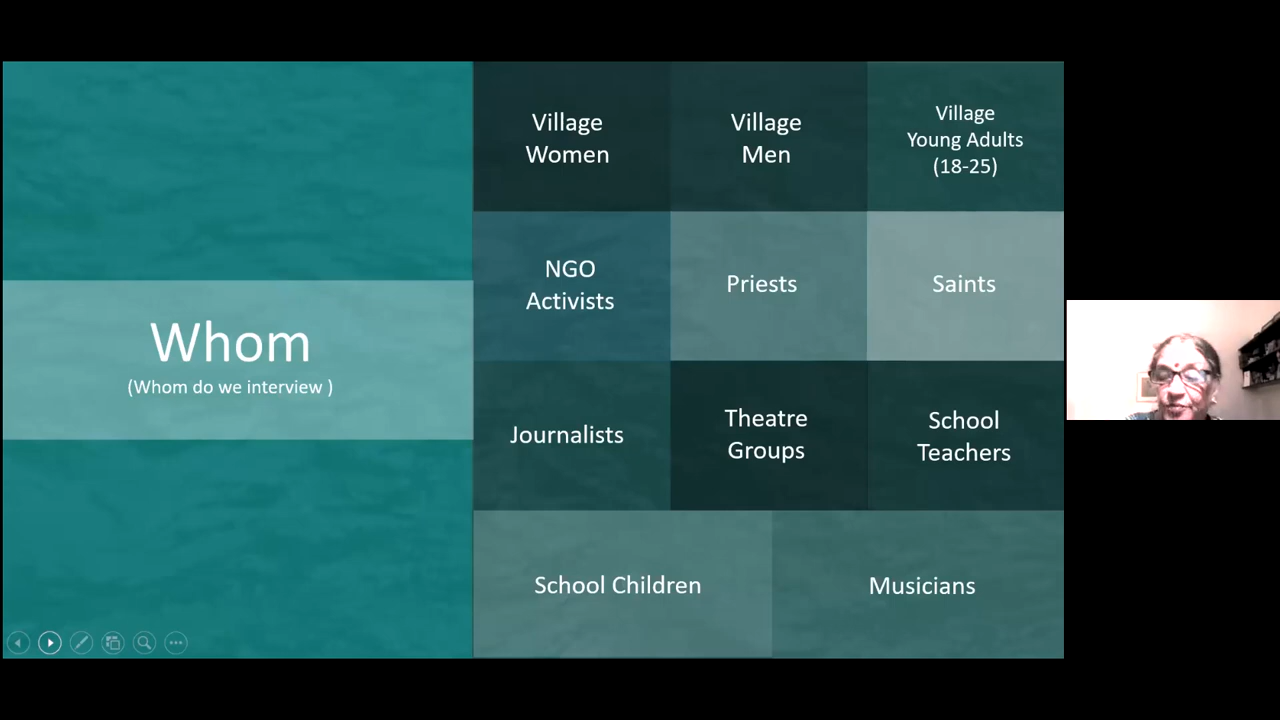 Whom
(Whom do we interview )
Village
Women
Village
Men
Village
Young Adults
(18-25)
NGO
Activists
Priests
Saints
Journalists
Theatre
Groups
School
Teachers
School Children
Musicians